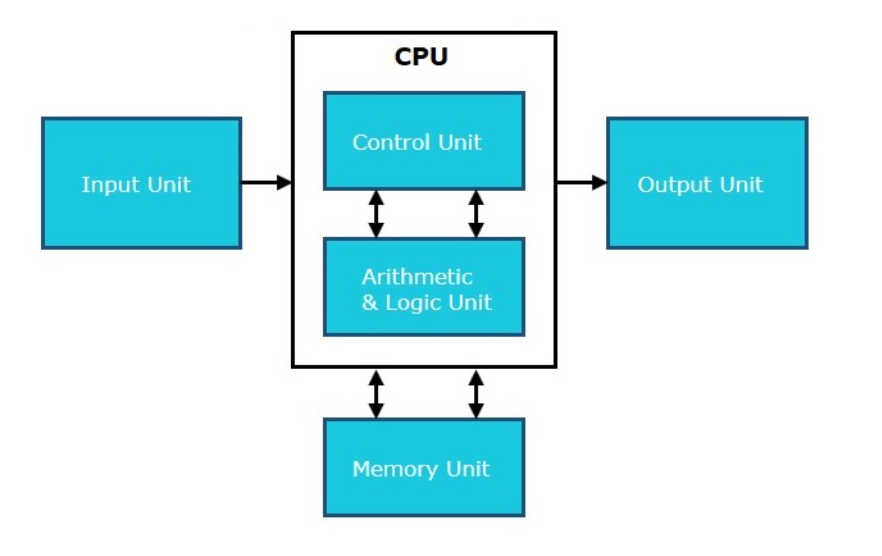 CPU
Control Unit
Input Unit
Output Unit
Arithmetic
& Logic Unit
Memory Unit